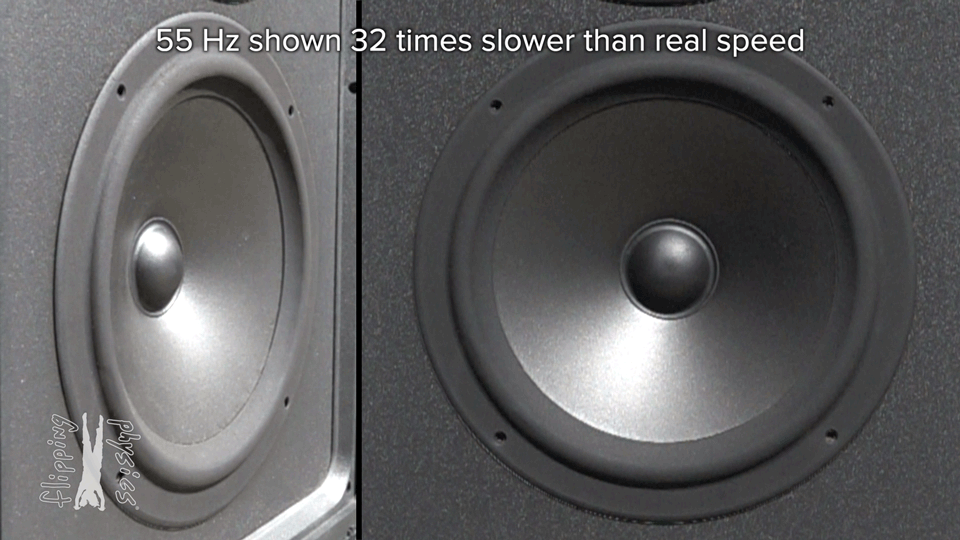 55 Hz shown 32 times slower than real speed
flipping
physics